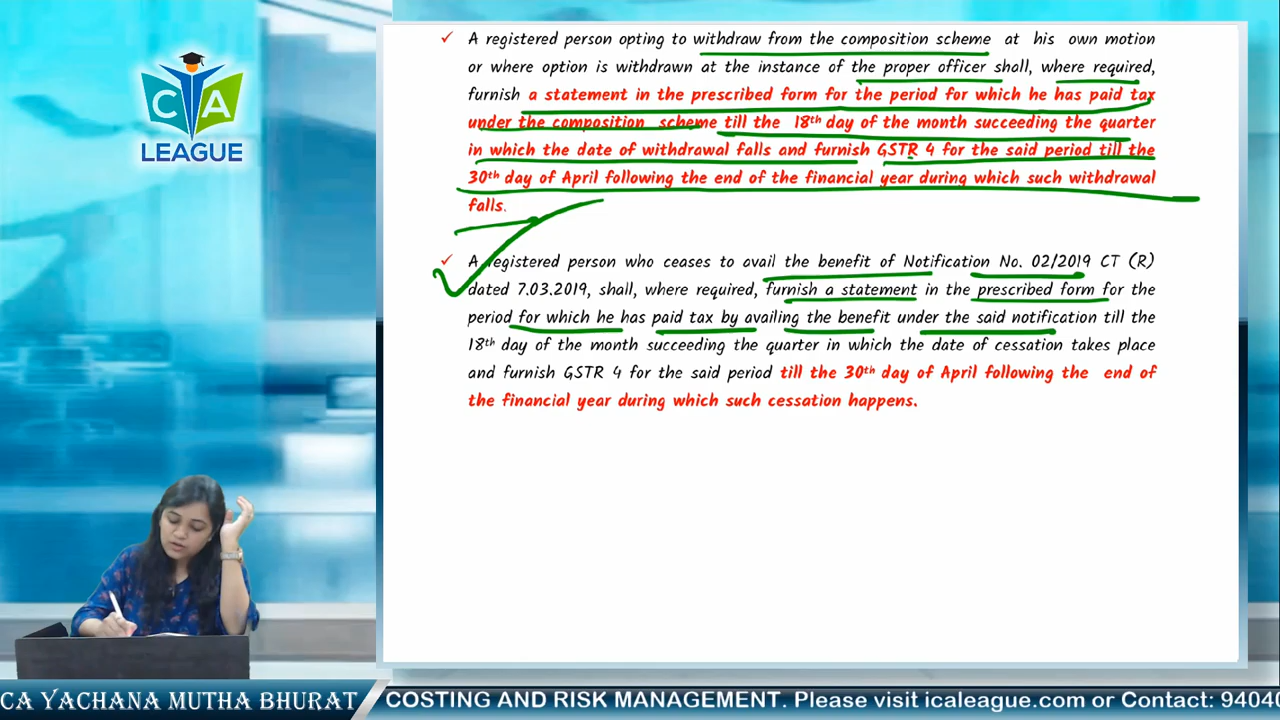 CA
LEAGUE
✓ A registered person opting to withdraw from the composition scheme at his own motion
or where option is withdrawn at the instance of the proper officer shall, where required,
furnish a statement in the prescribed form for the period for which he has paid tax
under the composition scheme till the 18th day of the month succeeding the quarter
in which the date of withdrawal falls and furnish GSTR 4 for the said period till the
30th day of April following the end of the financial year during which such withdrawal
falls.
✓ A registered person who ceases to avail the benefit of Notification No. 02/2019 CT (R)
dated 7.03.2019, shall, where required, furnish a statement in the prescribed form for the
period for which he has paid tax by availing the benefit under the said notification till the
18th day of the month succeeding the quarter in which the date of cessation takes place
and furnish GSTR 4 for the said period till the 30th day of April following the end of
the financial year during which such cessation happens.
CA YACHANA MUTHA BHURAT
COSTING AND RISK MANAGEMENT. Please visit icaleague.com or Contact: 9404